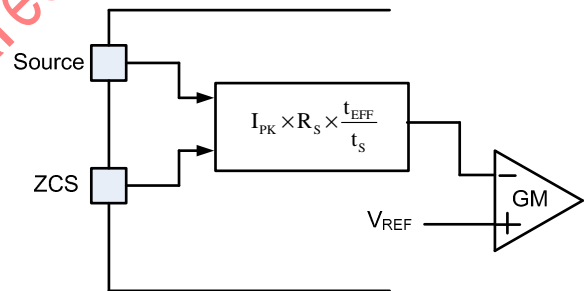 Source
I_PK × R_S × t_EFF / t_S
ZCS
GM
V_REF